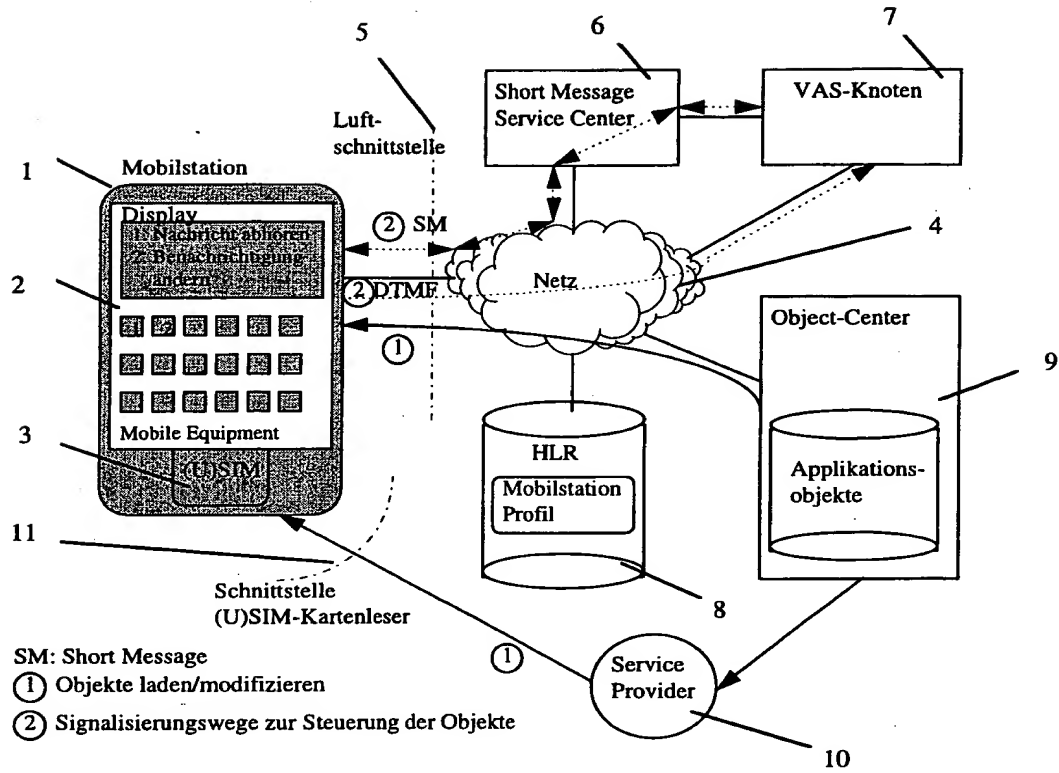 5
6
7
Short Message
Service Center
VAS-Knoten
Luft-
schnittstelle
1
Mobilstation
Display
1: Nachricht abhören
2: Benachrichtigung
ändern
2 SM
2 DTMF
Netz
4
2
1
Object-Center
9
Mobile Equipment
3
(U)SIM
HLR
Mobilstation
Profil
Applikations-
objekte
11
8
Schnittstelle
(U)SIM-Kartenleser
SM: Short Message
1 Objekte laden/modifizieren
1
Service
Provider
2 Signalisierungswege zur Steuerung der Objekte
10